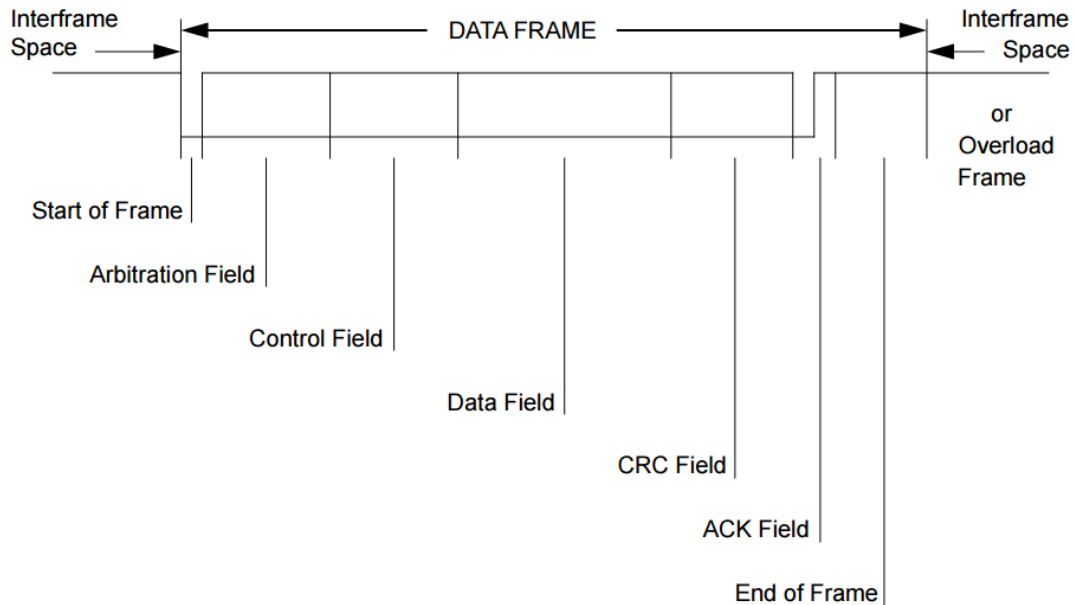 Interframe
Space
DATA FRAME
Interframe
Space
or
Overload
Frame
Start of Frame
Arbitration Field
Control Field
Data Field
CRC Field
ACK Field
End of Frame